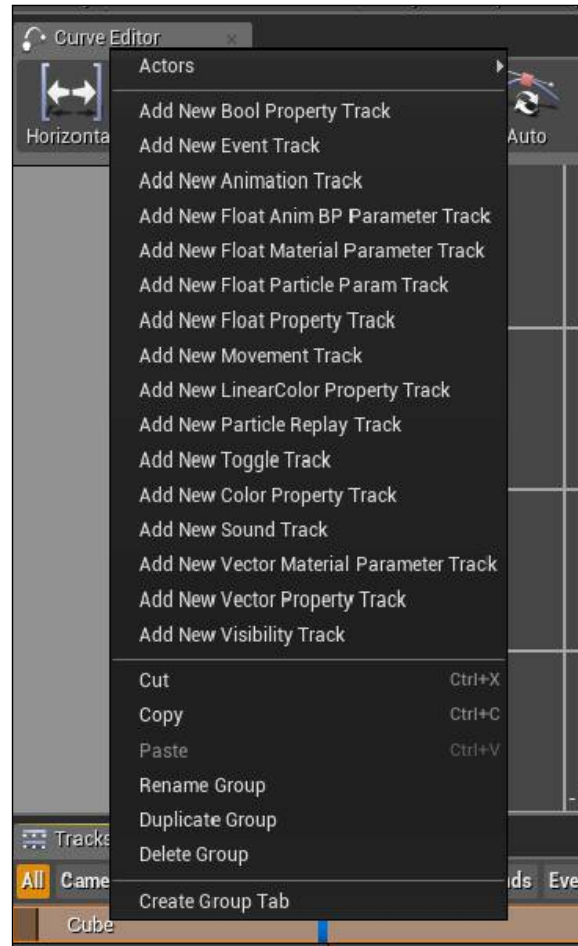 Curve Editor
Actors
Horizonta
Auto
Add New Bool Property Track
Add New Event Track
Add New Animation Track
Add New Float Anim BP Parameter Track
Add New Float Material Parameter Track
Add New Float Particle Param Track
Add New Float Property Track
Add New Movement Track
Add New LinearColor Property Track
Add New Particle Replay Track
Add New Toggle Track
Add New Color Property Track
Add New Sound Track
Add New Vector Material Parameter Track
Add New Vector Property Track
Add New Visibility Track
Cut Ctrl+X
Copy Ctrl+C
Paste Ctrl+V
Rename Group
Duplicate Group
Delete Group
Create Group Tab
Tracks
All Came ds Eve
Cube